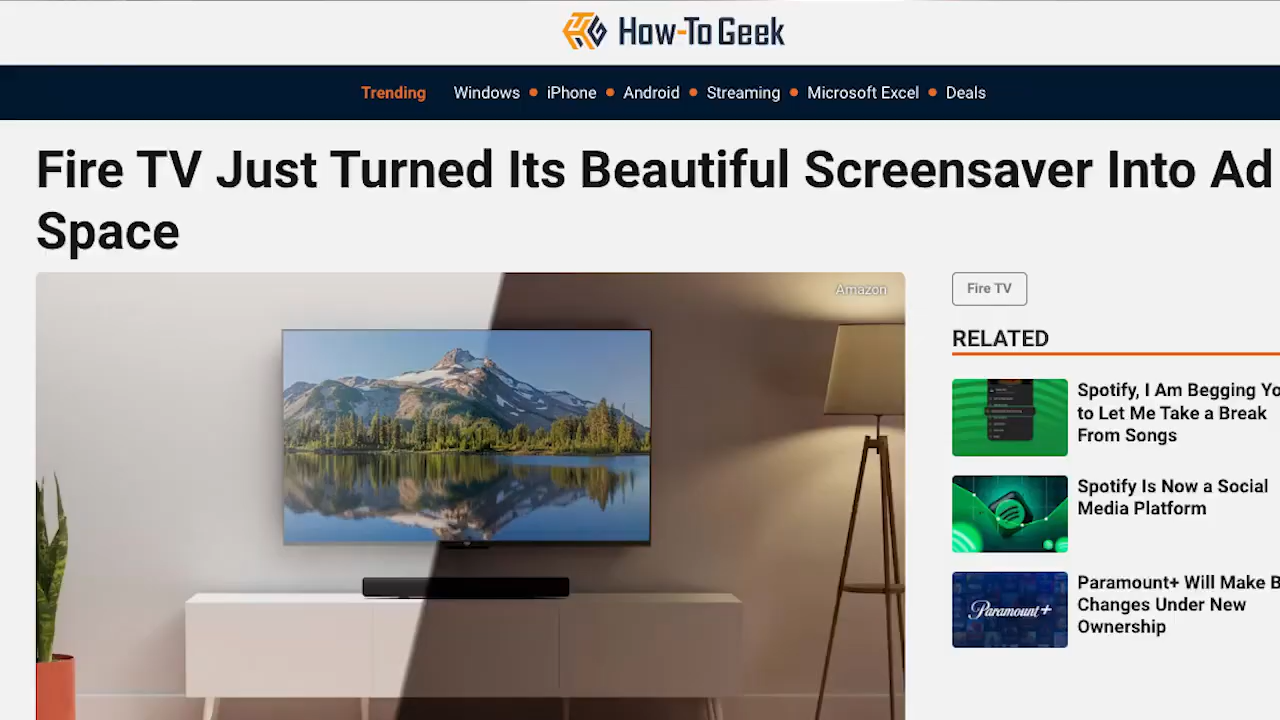 How-To Geek
Trending Windows iPhone Android Streaming Microsoft Excel Deals
Fire TV Just Turned Its Beautiful Screensaver Into Ad
Space
Amazon
Fire TV
RELATED
Spotify, I Am Begging Yo
to Let Me Take a Break
From Songs
Spotify Is Now a Social
Media Platform
Paramount+
Paramount+ Will Make B
Changes Under New
Ownership